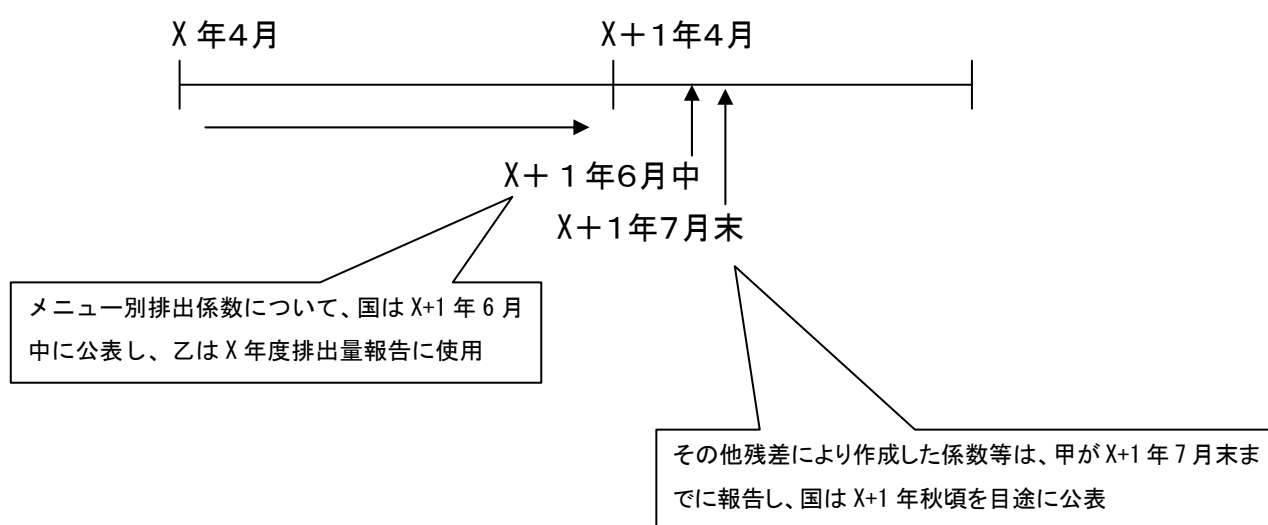 X 年4月
X＋1年4月
X＋１年6月中
X＋1年7月末
メニュー別排出係数について、国は X+1 年 6 月
中に公表し、乙は X 年度排出量報告に使用
その他残差により作成した係数等は、甲が X+1 年 7 月末ま
でに報告し、国は X+1 年秋頃を目途に公表